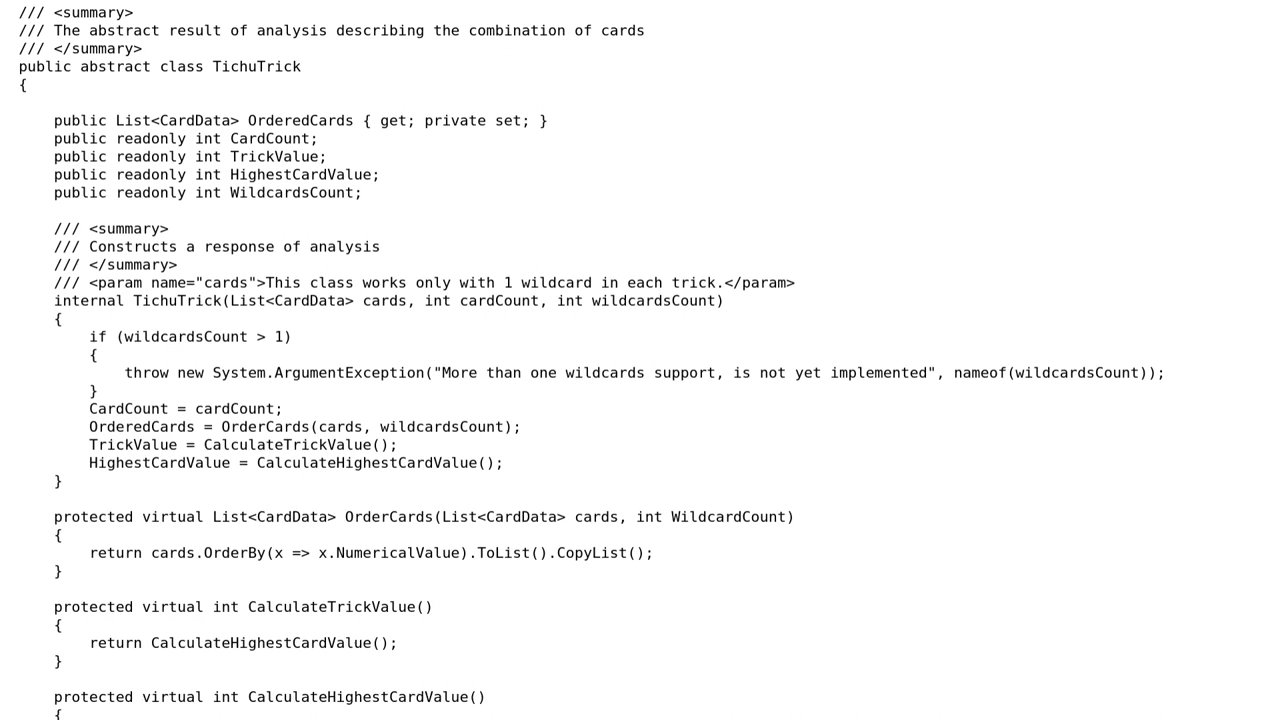 /// <summary>
/// The abstract result of analysis describing the combination of cards
/// </summary>
public abstract class TichuTrick
{
public List<CardData> OrderedCards { get; private set; }
public readonly int CardCount;
public readonly int TrickValue;
public readonly int HighestCardValue;
public readonly int WildcardsCount;
/// <summary>
/// Constructs a response of analysis
/// </summary>
/// <param name="cards">This class works only with 1 wildcard in each trick.</param>
internal TichuTrick(List<CardData> cards, int cardCount, int wildcardsCount)
{
if (wildcardsCount > 1)
{
throw new System.ArgumentException("More than one wildcards support, is not yet implemented", nameof(wildcardsCount));
}
CardCount = cardCount;
OrderedCards = OrderCards(cards, wildcardsCount);
TrickValue = CalculateTrickValue();
HighestCardValue = CalculateHighestCardValue();
}
protected virtual List<CardData> OrderCards(List<CardData> cards, int WildcardCount)
{
return cards.OrderBy(x => x.NumericalValue).ToList().CopyList();
}
protected virtual int CalculateTrickValue()
{
return CalculateHighestCardValue();
}
protected virtual int CalculateHighestCardValue()
{